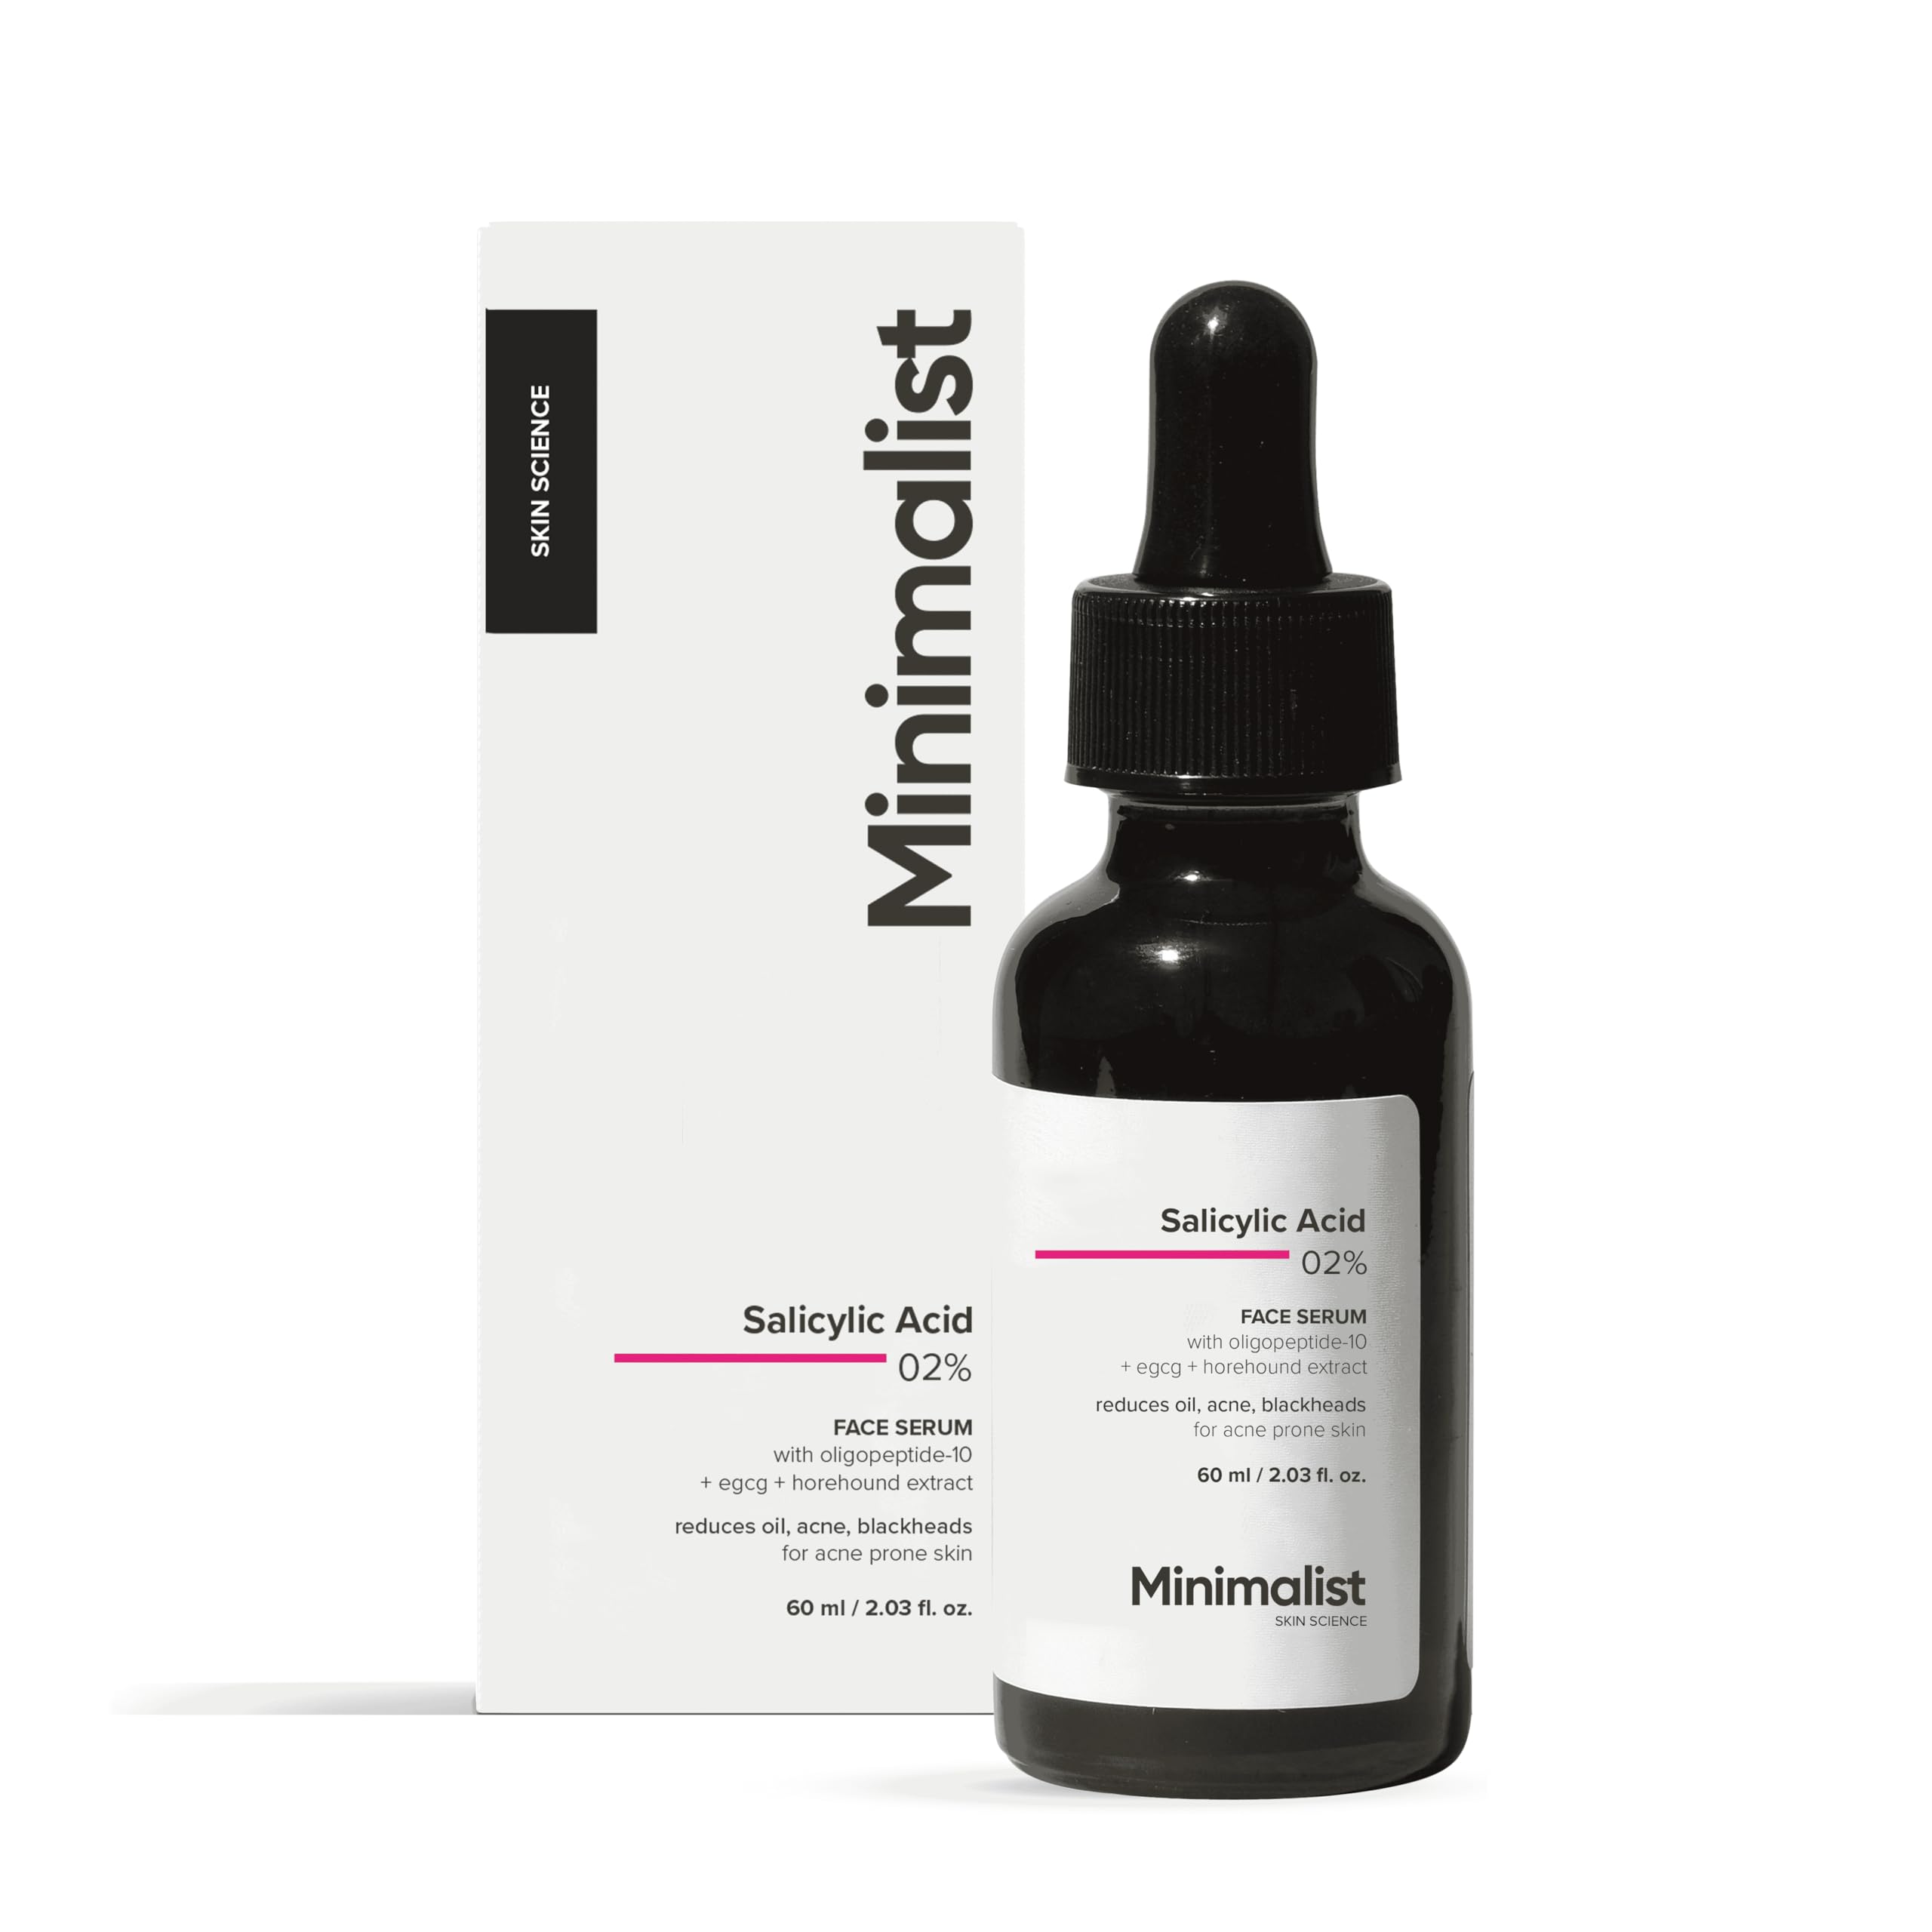 SKIN SCIENCE
Minimalist
Salicylic Acid
02%
FACE SERUM
with oligopeptide-10
+ egcg + horehound extract
reduces oil, acne, blackheads
for acne prone skin
60 ml / 2.03 fl. oz.
Salicylic Acid
02%
FACE SERUM
with oligopeptide-10
+ egcg + horehound extract
reduces oil, acne, blackheads
for acne prone skin
60 ml / 2.03 fl. oz.
Minimalist
SKIN SCIENCE